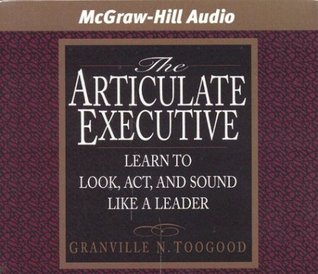 McGraw-Hill Audio
The
ARTICULATE
EXECUTIVE
LEARN TO
LOOK, ACT, AND SOUND
LIKE A LEADER
GRANVILLE N. TOOGOOD